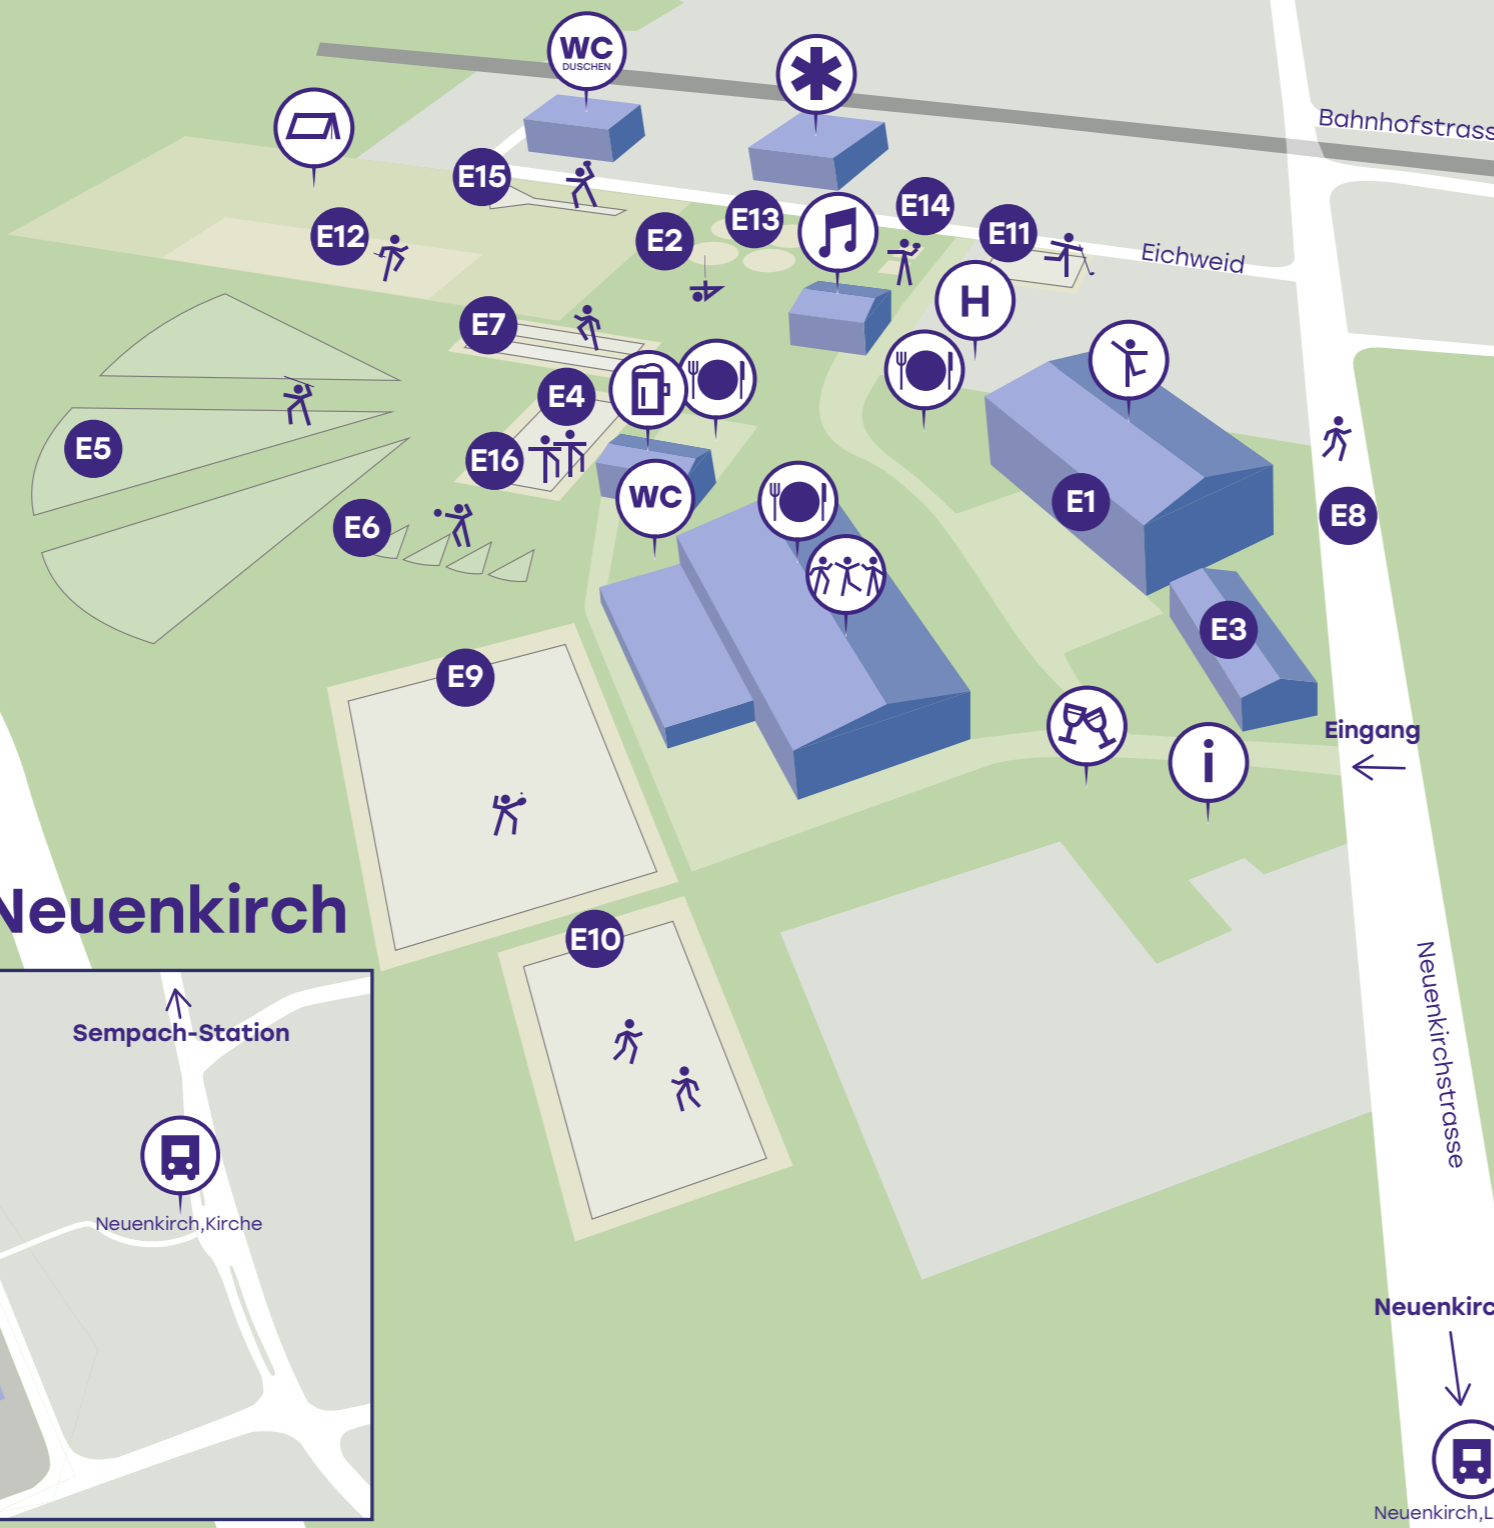 WC
DUSCHEN
Bahnhofstrass
E15
E14
E13
E12
E2
E11
Eichweid
H
E7
E4
E5
E16
WC
E1
E8
E6
E3
E9
Eingang
i
Neuenkirch
E10
Neuenkirchstrasse
Sempach-Station
Neuenkirch,Kirche
Neuenkirc
Neuenkirch,L